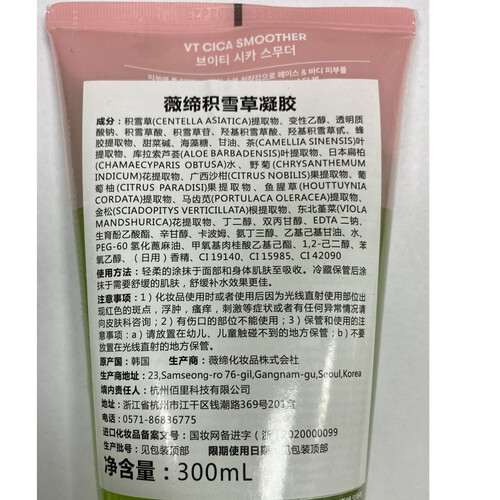 VT CICA SMOOTHER
브이티 시카 스무더
薇缔积雪草凝胶
成分：积雪草(CENTELLA ASIATICA)提取物、变性乙醇、透明质
酸钠、积雪草酸、积雪草苷、羟基积雪草酸、羟基积雪草甙、蜂
胶提取物、甜菜碱、海藻糖、甘油、茶(CAMELLIA SINENSIS)叶
提取物、库拉索芦荟(ALOE BARBADENSIS)叶提取物、日本扁柏
(CHAMAECYPARIS OBTUSA)水、野菊(CHRYSANTHEMUM
INDICUM)花提取物、广西沙柑(CITRUS NOBILIS)果提取物、葡
萄柚(CITRUS PARADISI)果提取物、鱼腥草(HOUTTUYNIA
CORDATA)提取物、马齿苋(PORTULACA OLERACEA)提取物、
金松(SCIADOPITYS VERTICILLATA)根提取物、东北堇菜(VIOLA
MANDSHURICA)花提取物、丁二醇、双丙甘醇、EDTA 二钠、
生育酚乙酸酯、辛甘醇、卡波姆、氨丁三醇、乙基己基甘油、水、
PEG-60 氢化蓖麻油、甲氧基肉桂酸乙基己酯、1,2-己二醇、苯
氧乙醇、（日用）香精、CI 19140、CI 15985、CI 42090
使用方法：轻柔的涂抹于面部和身体肌肤至吸收。冷藏保管后涂
抹于需要舒缓的肌肤，舒缓补水效果更佳。
注意事项：1）化妆品使用时或者使用后因为光线直射使用部位出
现红色的斑点，浮肿，瘙痒，刺激等症状或者有任何异常情况请
向皮肤科咨询；2）有伤口的部位不能使用；3）保管和使用的注
意事项：a）请放置在幼儿、儿童触碰不到的地方保管；b）不要
放置在光线直射的地方保管。
原产国：韩国 生产商：薇缔化妆品株式会社
生产商地址：23,Samseong-ro 76-gil,Gangnam-gu,Seoul,Korea
境内责任人：杭州佰里科技有限公司
地址：浙江省杭州市江干区钱潮路369号201室
电话：0571-86836775
进口化妆品备案文号：国妆网备进字（浙）2020000099
生产批号：见包装顶部 限期使用日期：见包装顶部
净含量：300mL